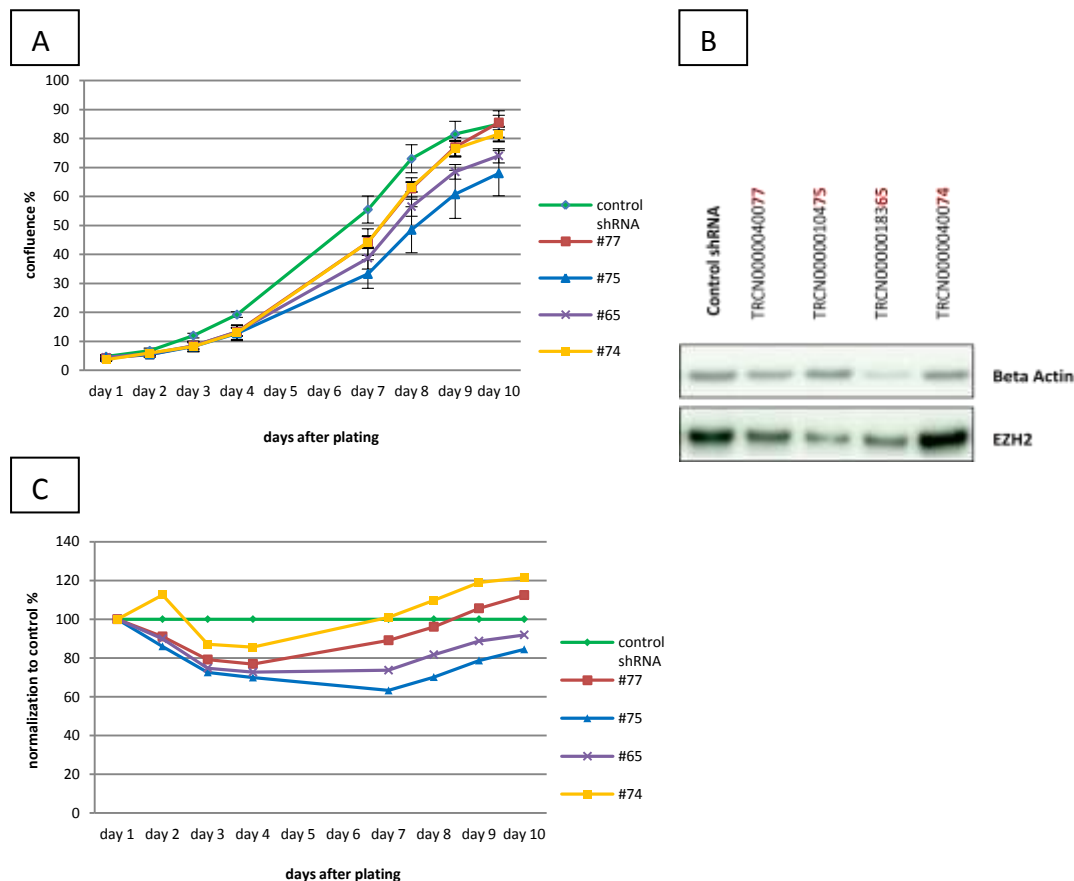 A
100
90
80
70
60
50
40
30
20
10
0
confluence %
day 1 day 2 day 3 day 4 day 5 day 6 day 7 day 8 day 9 day 10
days after plating
control
shRNA
#77
#75
#65
#74
B
Control shRNA
TRCN0000040077
TRCN0000010475
TRCN0000018365
TRCN0000040074
Beta Actin
EZH2
C
140
120
100
80
60
40
20
0
normalization to control %
day 1 day 2 day 3 day 4 day 5 day 6 day 7 day 8 day 9 day 10
days after plating
control
shRNA
#77
#75
#65
#74